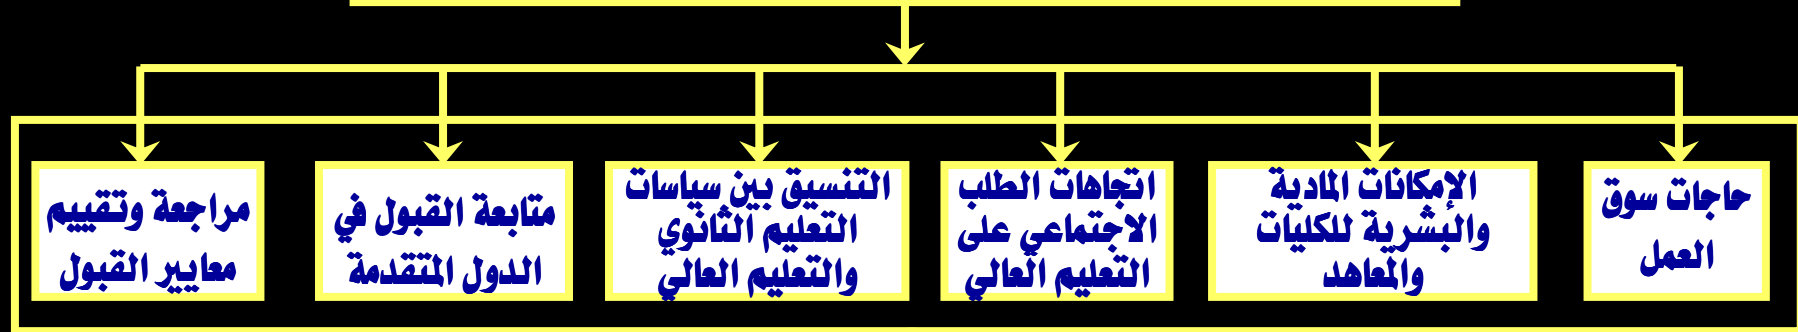 حاجات سوق
العمل
الإمكانات المادية
والبشرية للكليات
والمعاهد
اتجاهات الطلب
الاجتماعي على
التعليم العالي
التنسيق بين سياسات
التعليم الثانوي
والتعليم العالي
متابعة القبول في
الدول المتقدمة
مراجعة وتقييم
معايير القبول